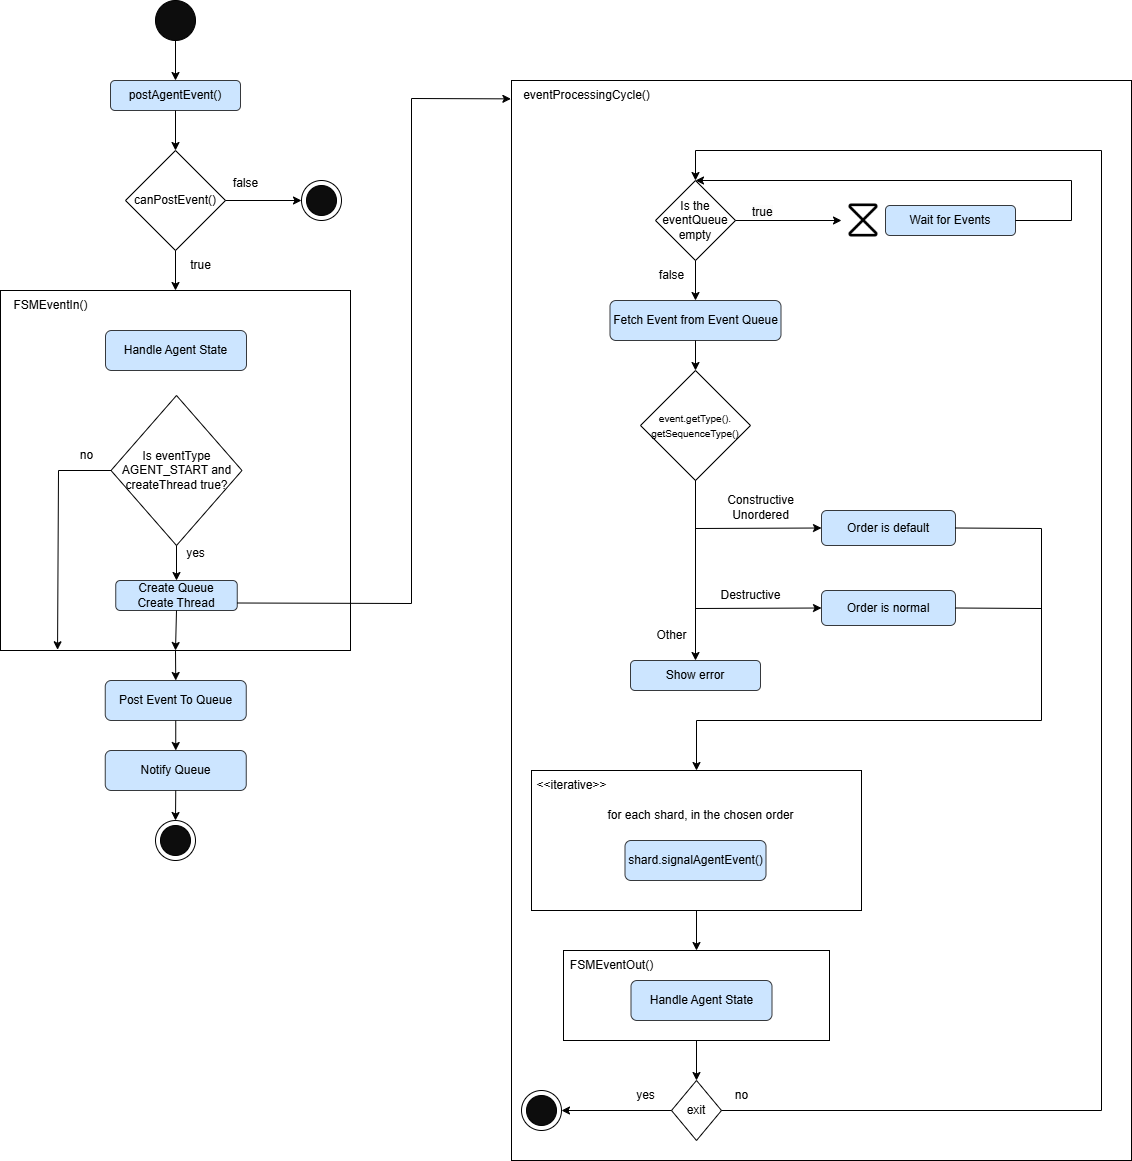 postAgentEvent()
canPostEvent()
false
true
FSMEventIn()
Handle Agent State
Is eventType
AGENT_START and
createThread true?
no
yes
Create Queue
Create Thread
Post Event To Queue
Notify Queue
eventProcessingCycle()
Is the
eventQueue
empty
true
Wait for Events
false
Fetch Event from Event Queue
event.getType().
getSequenceType()
Constructive
Unordered
Order is default
Destructive
Order is normal
Other
Show error
<<iterative>>
for each shard, in the chosen order
shard.signalAgentEvent()
FSMEventOut()
Handle Agent State
yes
exit
no